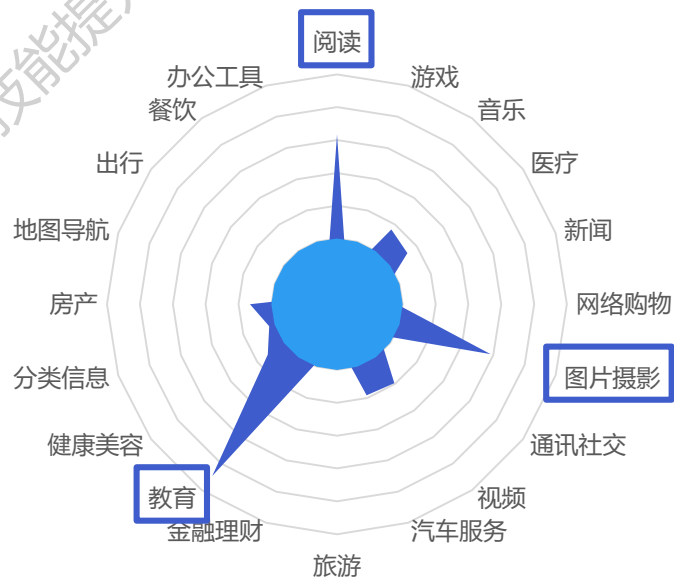 阅读
办公工具
游戏
餐饮
音乐
出行
医疗
地图导航
新闻
房产
网络购物
分类信息
图片摄影
健康美容
通讯社交
教育
视频
金融理财
汽车服务
旅游
技能提